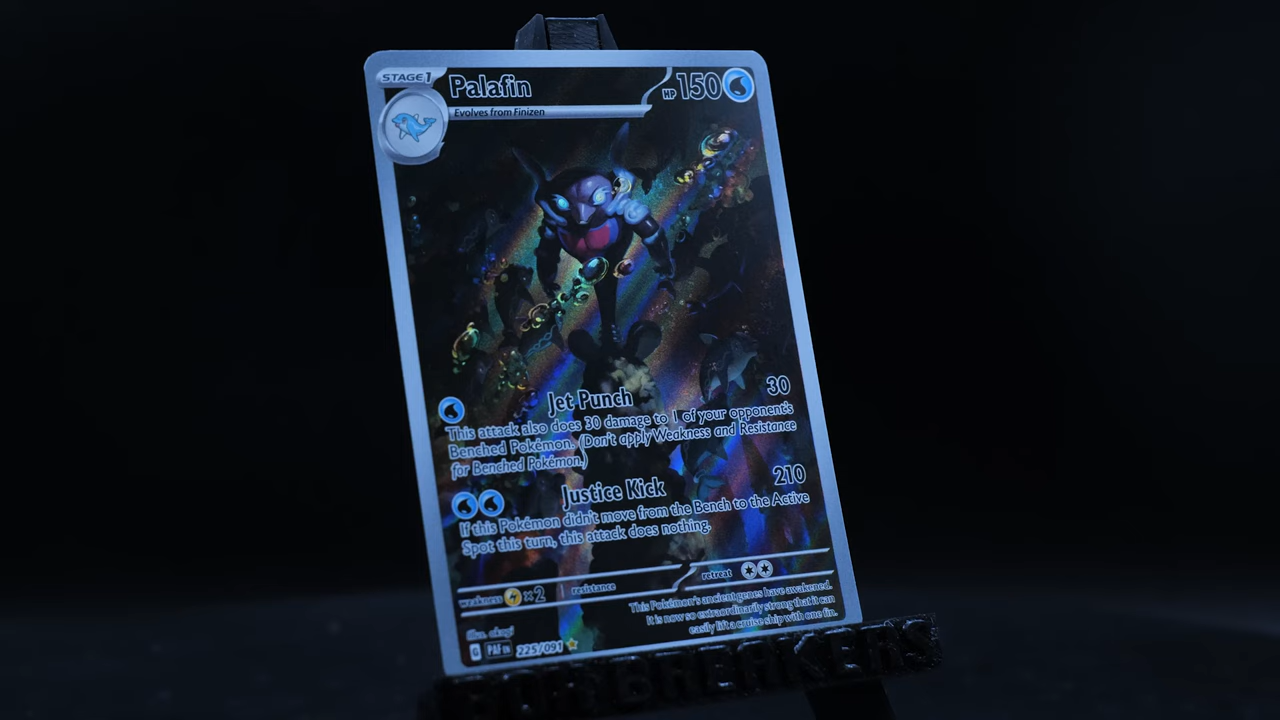 STAGE 1
Palafin
HP 150
Evolves from Finizen
Jet Punch 30
This attack also does 30 damage to 1 of your opponent's
Benched Pokémon. (Don't apply Weakness and Resistance
for Benched Pokémon.)
Justice Kick 210
If this Pokémon didn't move from the Bench to the Active
Spot this turn, this attack does nothing.
weakness ×2 resistance retreat
This Pokémon's ancient genes have awakened.
It is now so extraordinarily strong that it can
easily lift a cruise ship with one fin.
Illus.
G PAF EN 225/091
BREAKERS